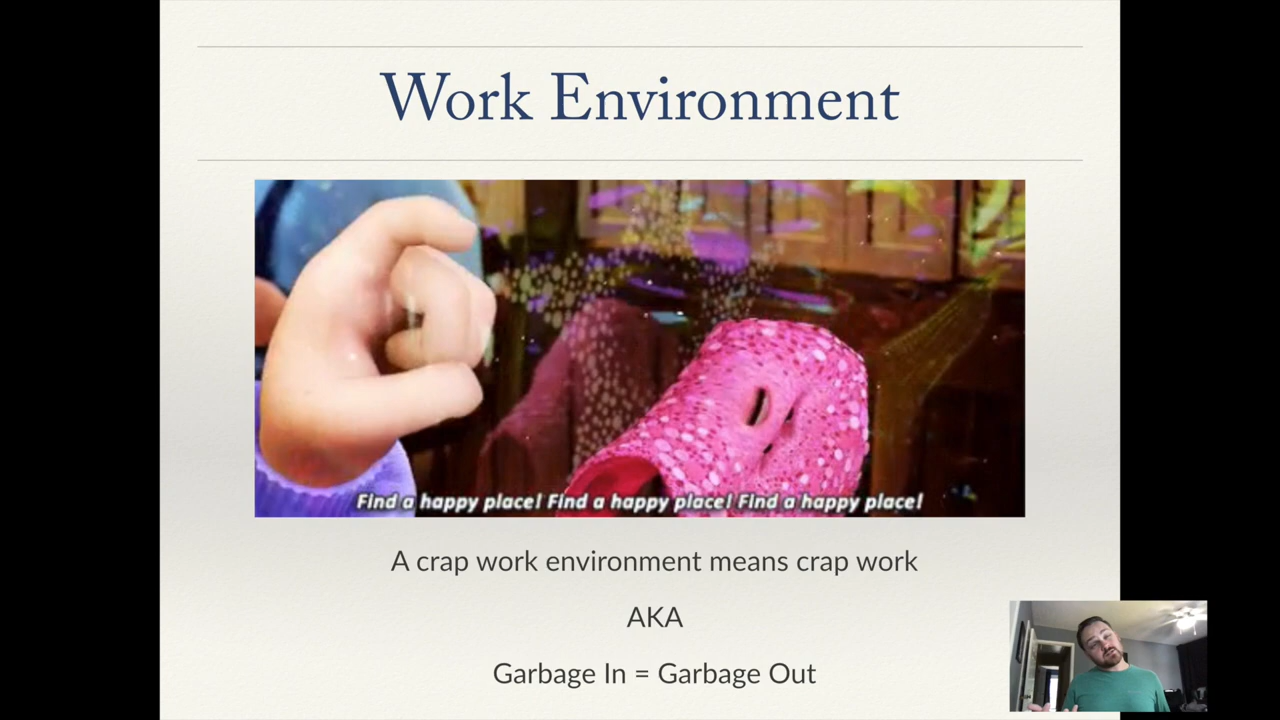 Work Environment
Find a happy place! Find a happy place! Find a happy place!
A crap work environment means crap work
AKA
Garbage In = Garbage Out